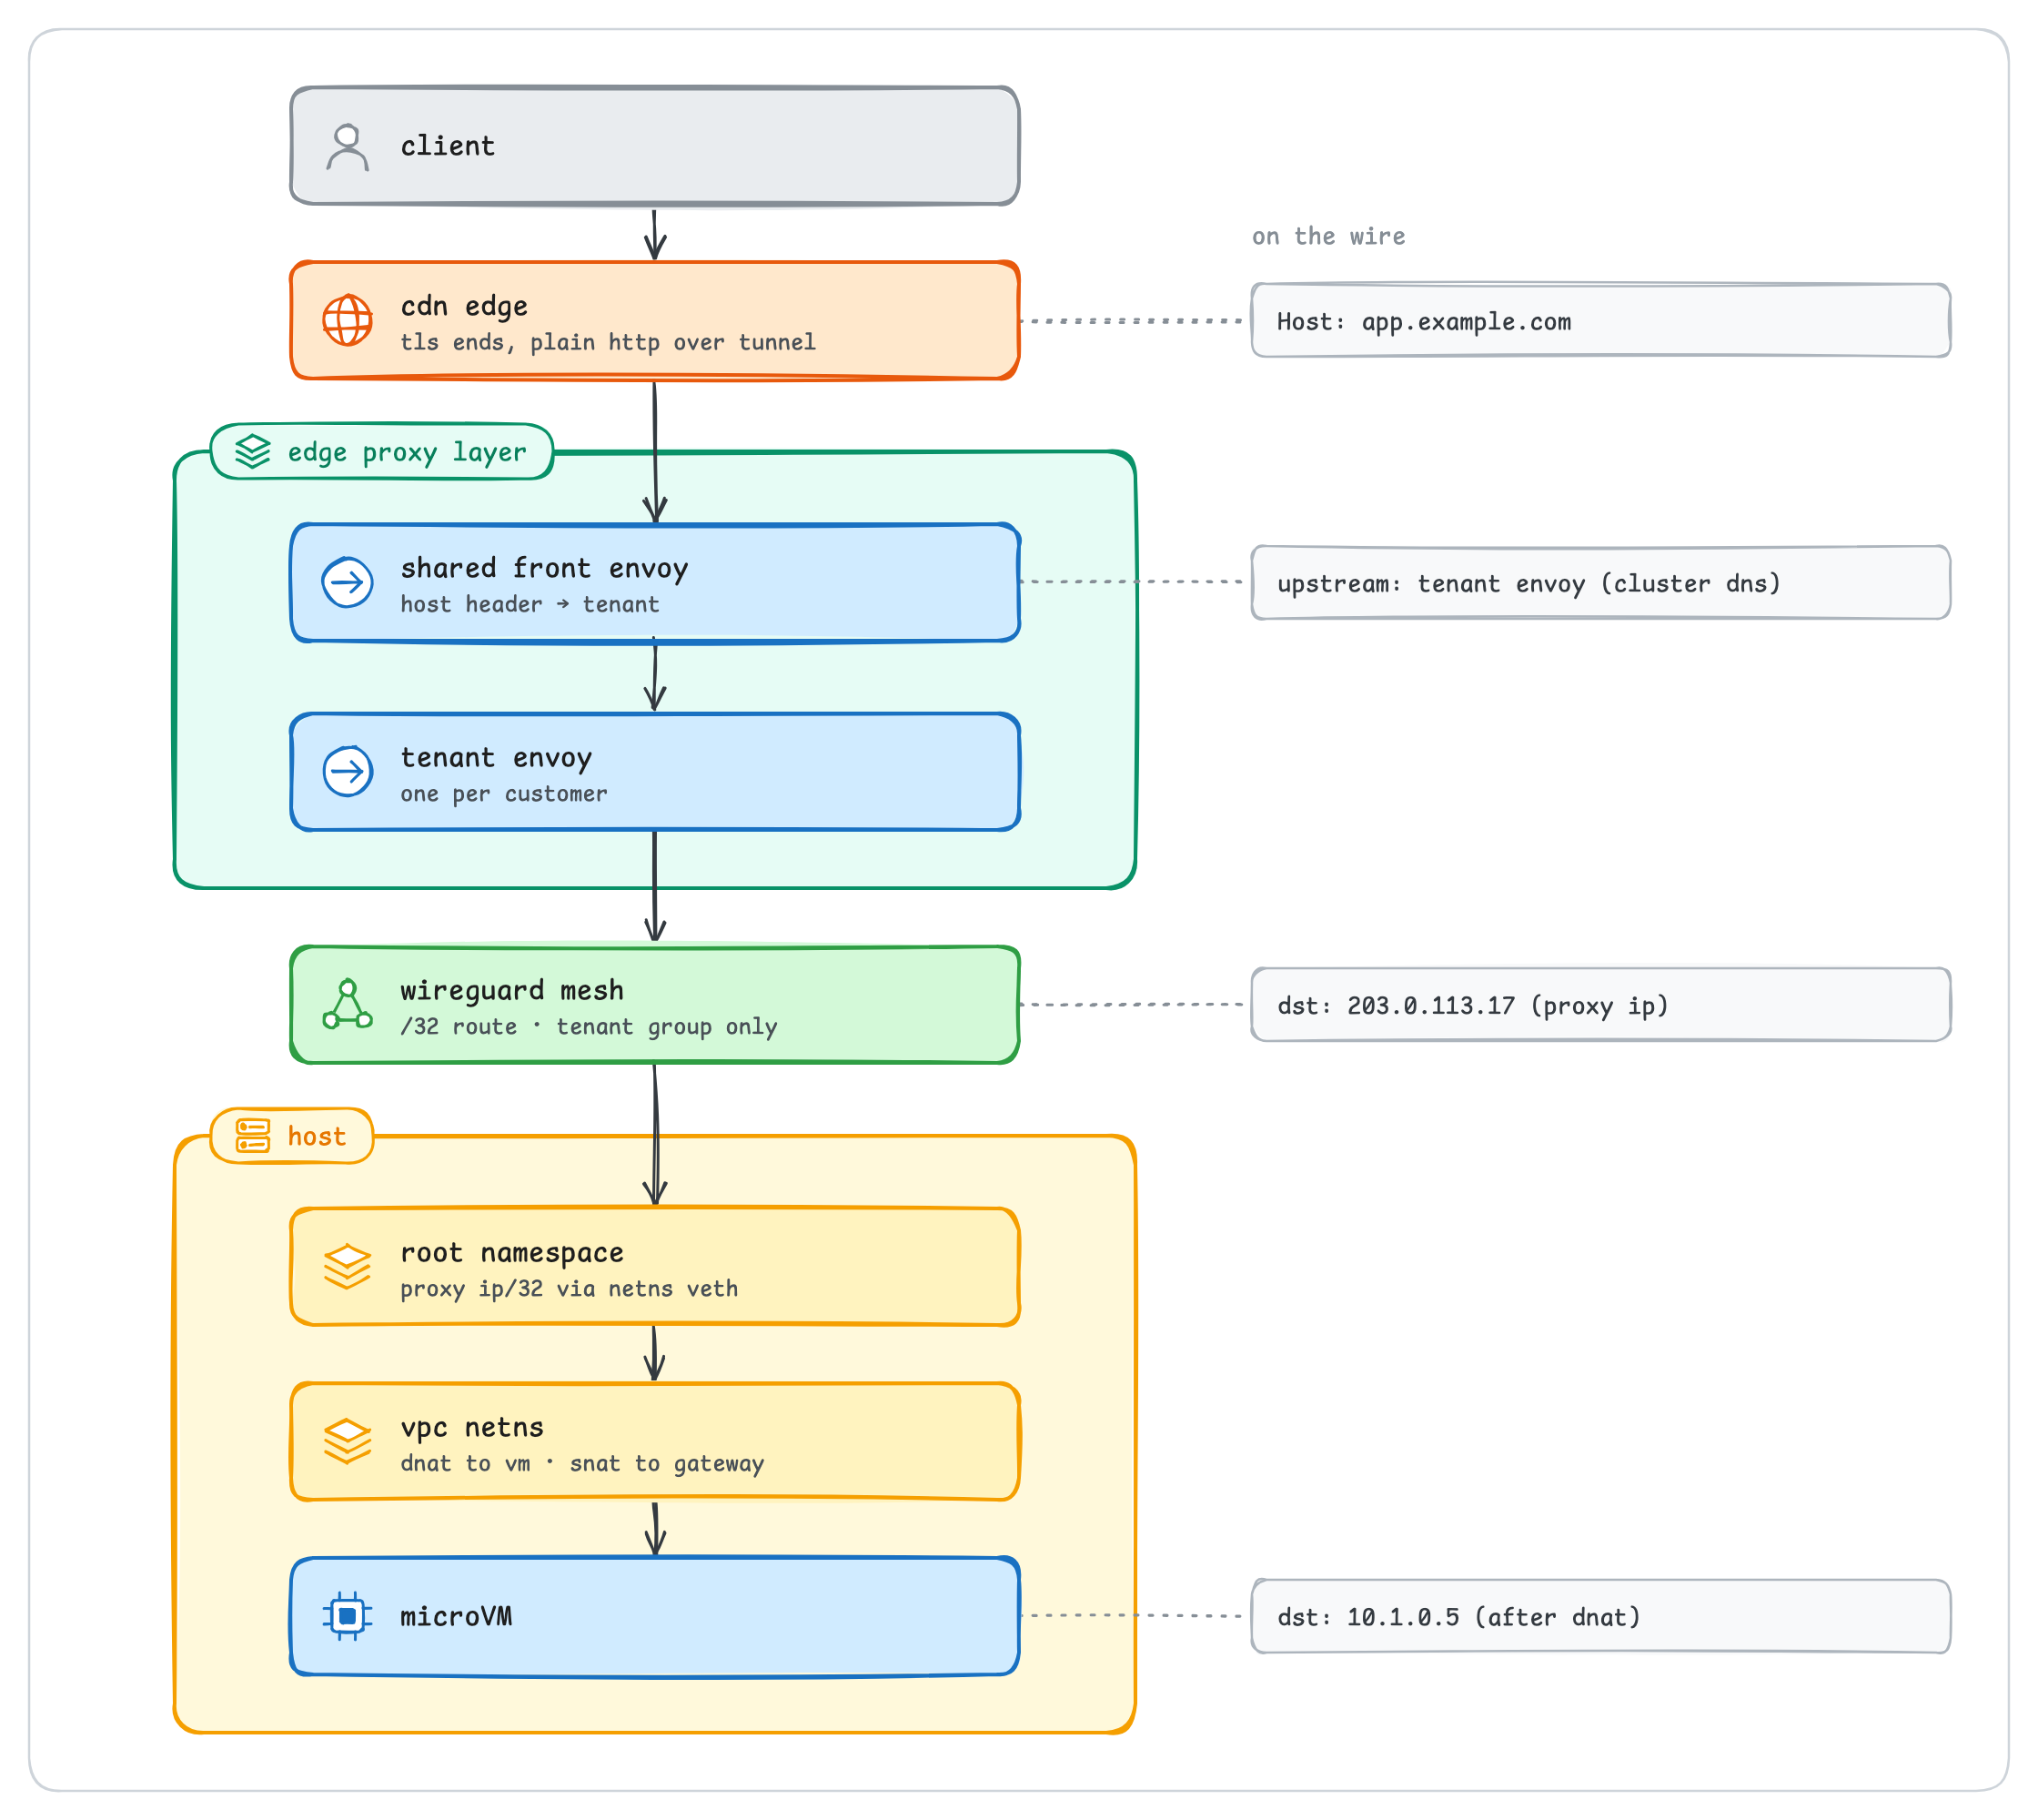 client
on the wire
cdn edge
tls ends, plain http over tunnel
Host: app.example.com
edge proxy layer
shared front envoy
host header → tenant
upstream: tenant envoy (cluster dns)
tenant envoy
one per customer
wireguard mesh
/32 route · tenant group only
dst: 203.0.113.17 (proxy ip)
host
root namespace
proxy ip/32 via netns veth
vpc netns
dnat to vm · snat to gateway
microVM
dst: 10.1.0.5 (after dnat)